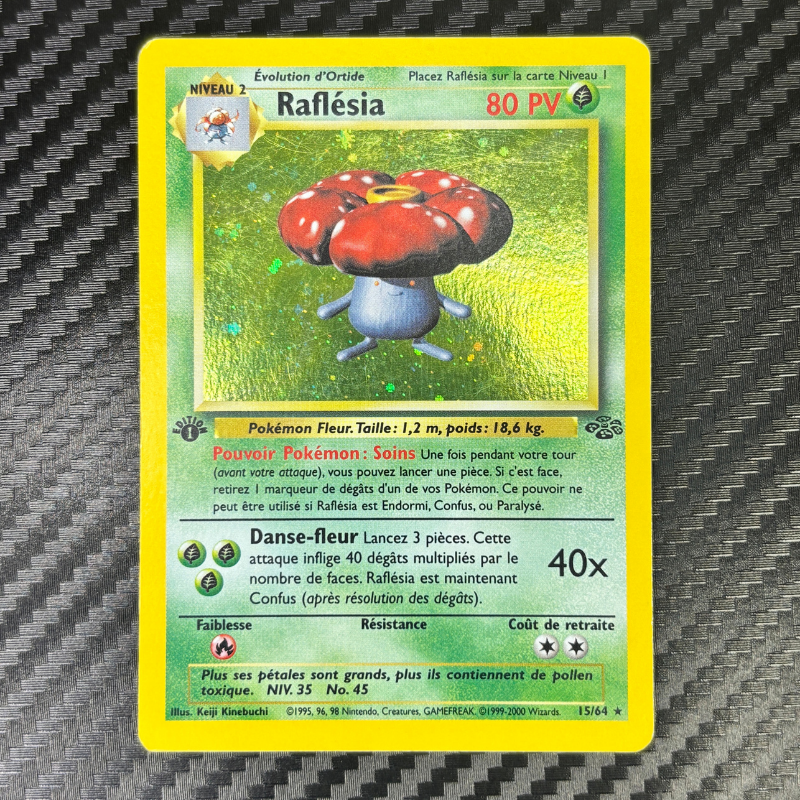 Évolution d'Ortide Placez Raflésia sur la carte Niveau 1
NIVEAU 2
Raflésia 80 PV
EDITION 1
Pokémon Fleur. Taille: 1,2 m, poids: 18,6 kg.
Pouvoir Pokémon: Soins Une fois pendant votre tour
(avant votre attaque), vous pouvez lancer une pièce. Si c'est face,
retirez 1 marqueur de dégâts d'un de vos Pokémon. Ce pouvoir ne
peut être utilisé si Raflésia est Endormi, Confus, ou Paralysé.
Danse-fleur Lancez 3 pièces. Cette
attaque inflige 40 dégâts multipliés par le
nombre de faces. Raflésia est maintenant
Confus (après résolution des dégâts).
40x
Faiblesse Résistance Coût de retraite
Plus ses pétales sont grands, plus ils contiennent de pollen
toxique. NIV. 35 No. 45
Illus. Keiji Kinebuchi ©1995, 96, 98 Nintendo, Creatures, GAMEFREAK. ©1999-2000 Wizards. 15/64 ★